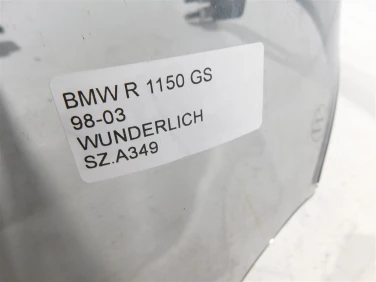 BMW R 1150 GS
98-03
WUNDERLICH
SZ.A349